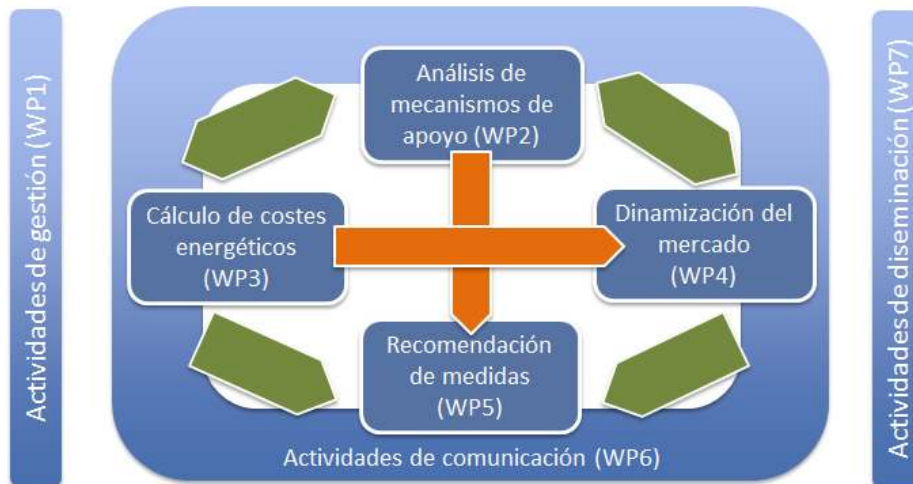 Actividades de gestión (WP1)
Análisis de
mecanismos de
apoyo (WP2)
Cálculo de costes
energéticos
(WP3)
Dinamización del
mercado
(WP4)
Recomendación
de medidas
(WP5)
Actividades de comunicación (WP6)
Actividades de diseminación (WP7)